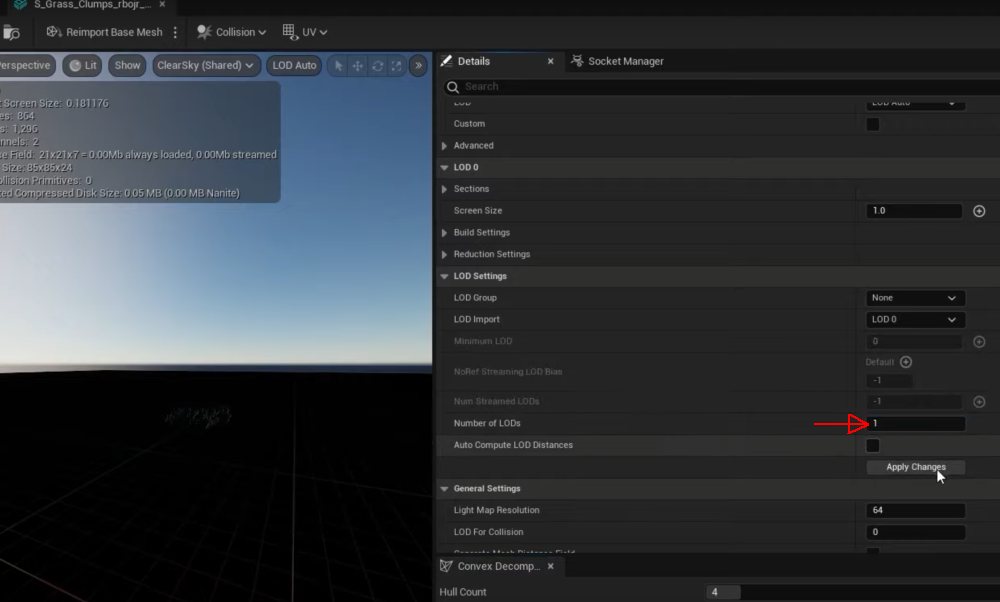 S_Grass_Clumps_rbojr_...
Reimport Base Mesh
Collision
UV
erspective
Lit
Show
ClearSky (Shared)
LOD Auto
Screen Size: 0.181176
es: 864
s: 1,296
nnels: 2
e Field: 21x21x7 = 0.00Mb always loaded, 0.00Mb streamed
Size: 85x85x24
ollision Primitives: 0
ted Compressed Disk Size: 0.05 MB (0.00 MB Nanite)
Details
Socket Manager
Search
LOD
LOD Auto
Custom
Advanced
LOD 0
Sections
Screen Size
1.0
Build Settings
Reduction Settings
LOD Settings
LOD Group
None
LOD Import
LOD 0
Minimum LOD
0
NoRef Streaming LOD Bias
Default
-1
Num Streamed LODs
-1
Number of LODs
1
Auto Compute LOD Distances
Apply Changes
General Settings
Light Map Resolution
64
LOD For Collision
0
Generate Mesh Distance Field
Convex Decomp...
Hull Count
4